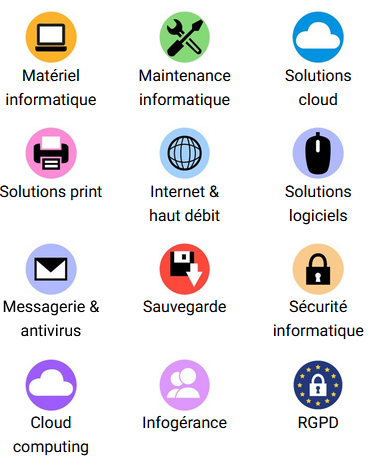 Matériel
informatique
Maintenance
informatique
Solutions
cloud
Solutions print
Internet &
haut débit
Solutions
logiciels
Messagerie &
antivirus
Sauvegarde
Sécurité
informatique
Cloud
computing
Infogérance
RGPD